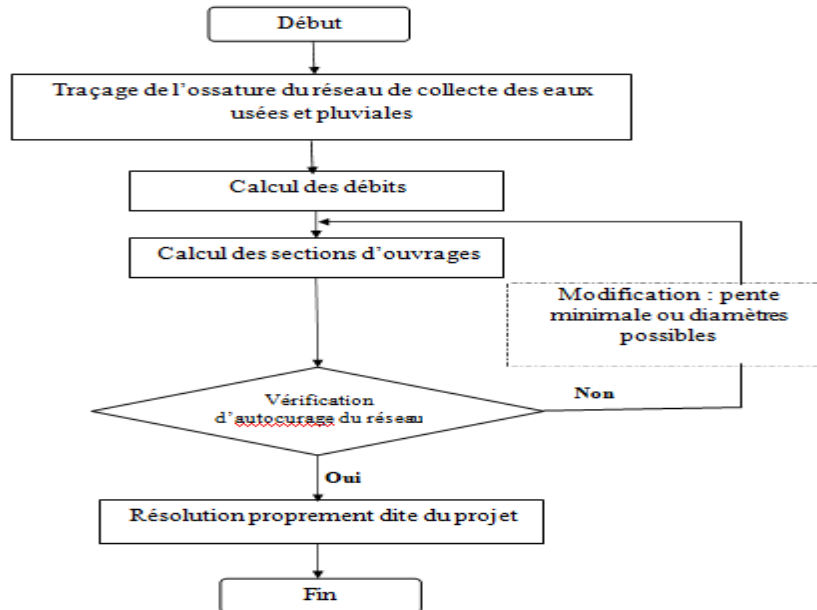 Début
Traçage de l’ossature du réseau de collecte des eaux
usées et pluviales
Calcul des débits
Calcul des sections d’ouvrages
Modification : pente
minimale ou diamètres
possibles
Vérification
d’autocurage du réseau
Non
Oui
Résolution proprement dite du projet
Fin